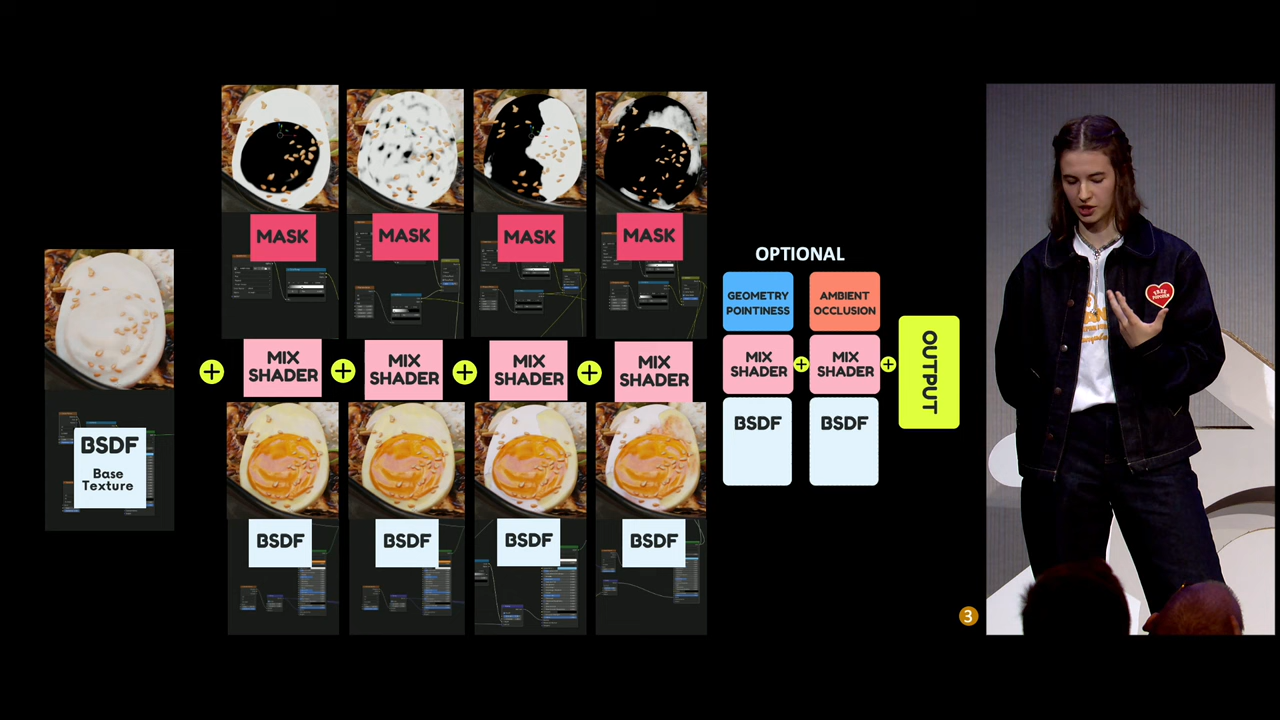 MASK
MASK
MASK
MASK
BSDF
Base
Texture
MIX
SHADER
MIX
SHADER
MIX
SHADER
MIX
SHADER
BSDF
BSDF
BSDF
BSDF
OPTIONAL
GEOMETRY
POINTINESS
AMBIENT
OCCLUSION
MIX
SHADER
MIX
SHADER
BSDF
BSDF
OUTPUT
3